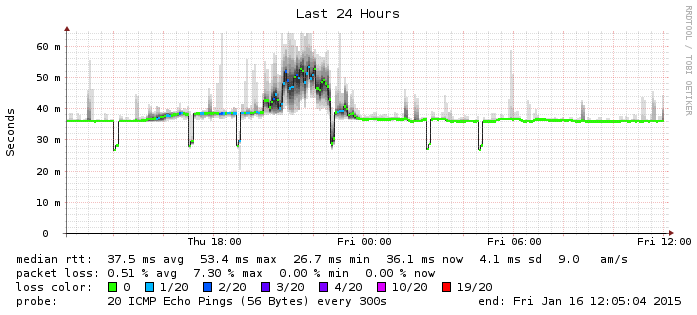 Last 24 Hours
RRDTOOL / TOBI OETIKER
Seconds
60 m
50 m
40 m
30 m
20 m
10 m
0
Thu 18:00 Fri 00:00 Fri 06:00 Fri 12:00
median rtt: 37.5 ms avg 53.4 ms max 26.7 ms min 36.1 ms now 4.1 ms sd 9.0 am/s
packet loss: 0.51 % avg 7.30 % max 0.00 % min 0.00 % now
loss color: 0 1/20 2/20 3/20 4/20 10/20 19/20
probe: 20 ICMP Echo Pings (56 Bytes) every 300s end: Fri Jan 16 12:05:04 2015